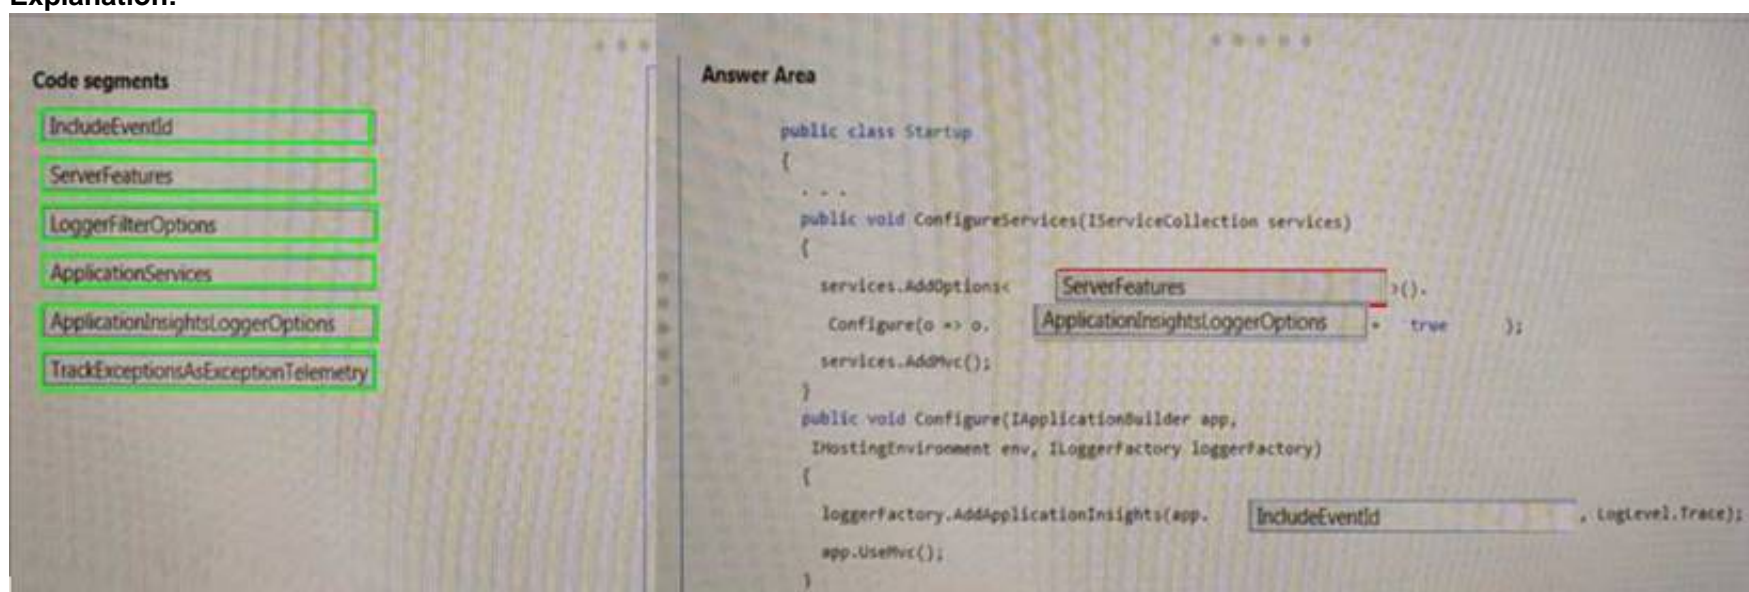 Explanation:
Code segments
IncludeEventId
ServerFeatures
LoggerFilterOptions
ApplicationServices
ApplicationInsightsLoggerOptions
TrackExceptionsAsExceptionTelemetry
Answer Area
public class Startup
{
. . .
public void ConfigureServices(IServiceCollection services)
{
services.AddOptions< ServerFeatures >().
Configure(o => o. ApplicationInsightsLoggerOptions = true );
services.AddMvc();
}
public void Configure(IApplicationBuilder app,
IHostingEnvironment env, ILoggerFactory loggerFactory)
{
loggerFactory.AddApplicationInsights(app. IncludeEventId , LogLevel.Trace);
app.UseMvc();
}